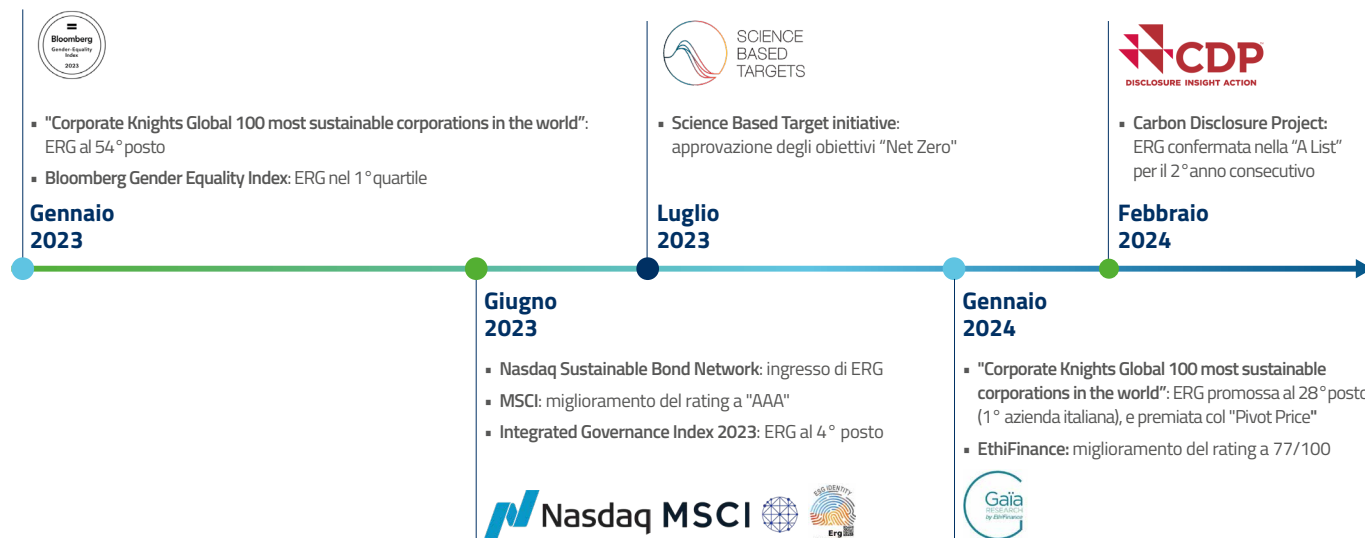 Bloomberg
Gender-Equality
Index
2023
"Corporate Knights Global 100 most sustainable corporations in the world”:
ERG al 54° posto
Bloomberg Gender Equality Index: ERG nel 1° quartile
Gennaio
2023
SCIENCE
BASED
TARGETS
Science Based Target initiative:
approvazione degli obiettivi “Net Zero"
Luglio
2023
CDP
DISCLOSURE INSIGHT ACTION
Carbon Disclosure Project:
ERG confermata nella “A List”
per il 2° anno consecutivo
Febbraio
2024
Giugno
2023
Nasdaq Sustainable Bond Network: ingresso di ERG
MSCI: miglioramento del rating a "AAA"
Integrated Governance Index 2023: ERG al 4° posto
Nasdaq MSCI
ESG IDENTITY
Erg
Gennaio
2024
"Corporate Knights Global 100 most sustainable
corporations in the world”: ERG promossa al 28° posto
(1° azienda italiana), e premiata col "Pivot Price"
EthiFinance: miglioramento del rating a 77/100
Gaïa
RESEARCH
by EthiFinance